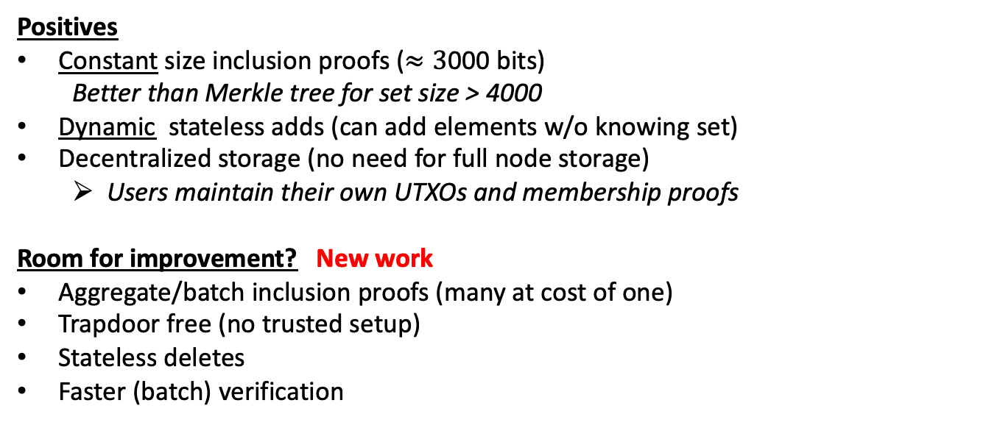 Positives
• Constant size inclusion proofs (≈ 3000 bits)
Better than Merkle tree for set size > 4000
• Dynamic stateless adds (can add elements w/o knowing set)
• Decentralized storage (no need for full node storage)
➢ Users maintain their own UTXOs and membership proofs
Room for improvement? New work
• Aggregate/batch inclusion proofs (many at cost of one)
• Trapdoor free (no trusted setup)
• Stateless deletes
• Faster (batch) verification